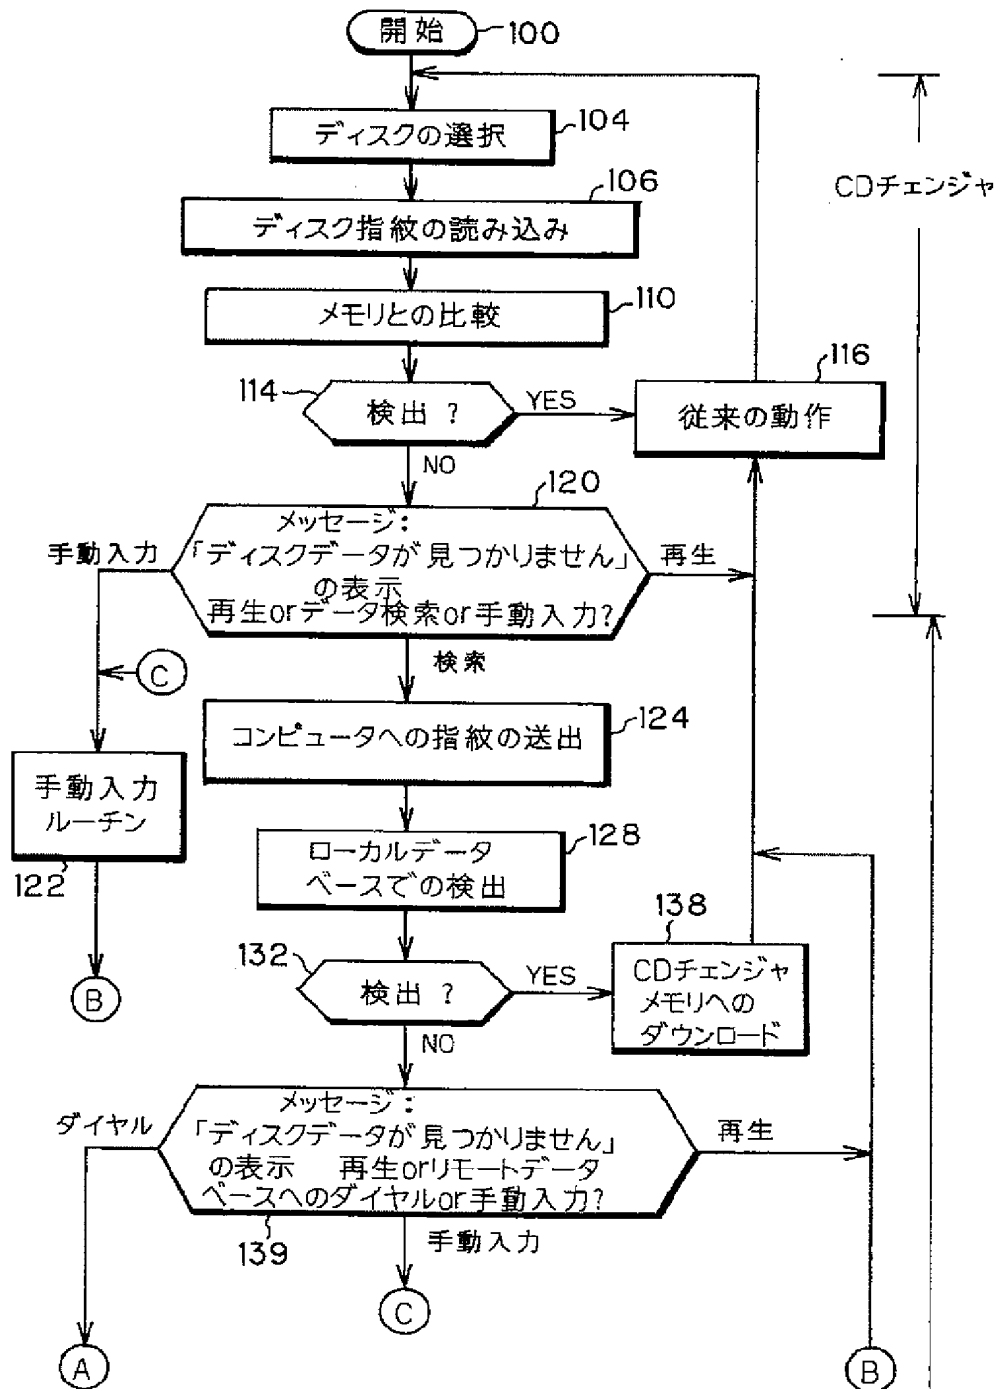 開始
100
ディスクの選択
104
CDチェンジャ
106
ディスク指紋の読み込み
メモリとの比較
110
114
検出 ?
YES
116
従来の動作
NO
120
メッセージ:
「ディスクデータが見つかりません」
の表示
再生orデータ検索or手動入力?
手動入力
再生
C
検索
コンピュータへの指紋の送出
124
手動入力
ルーチン
122
B
ローカルデータ
ベースでの検出
128
132
検出 ?
YES
138
CDチェンジャ
メモリへの
ダウンロード
NO
メッセージ:
「ディスクデータが見つかりません」
の表示 再生orリモートデータ
ベースへのダイヤルor手動入力?
ダイヤル
再生
139
手動入力
C
A
B